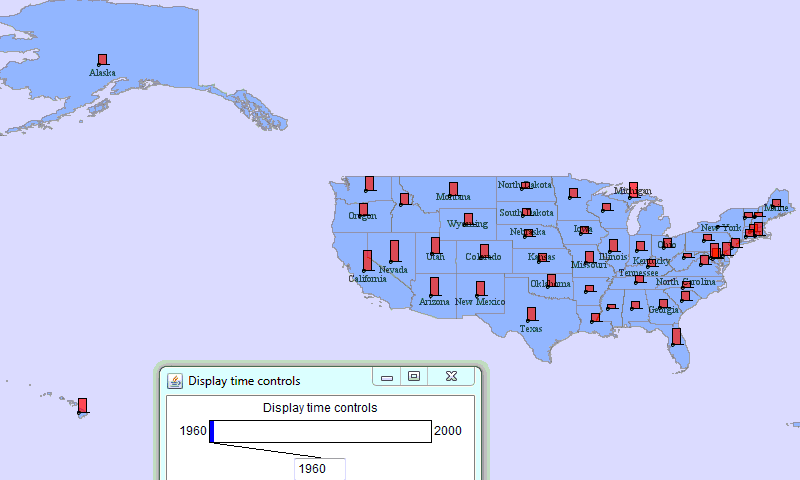 Alaska
Michigan
North Dakota
Montana
Maine
Oregon
South Dakota
Wyoming
New York
Nebraska
Iowa
Ohio
Nevada
Utah
Colorado
Kansas
Illinois
Kentucky
Missouri
California
Tennessee
Oklahoma
North Carolina
Arizona
New Mexico
Georgia
Texas
Display time controls
Display time controls
1960
2000
1960